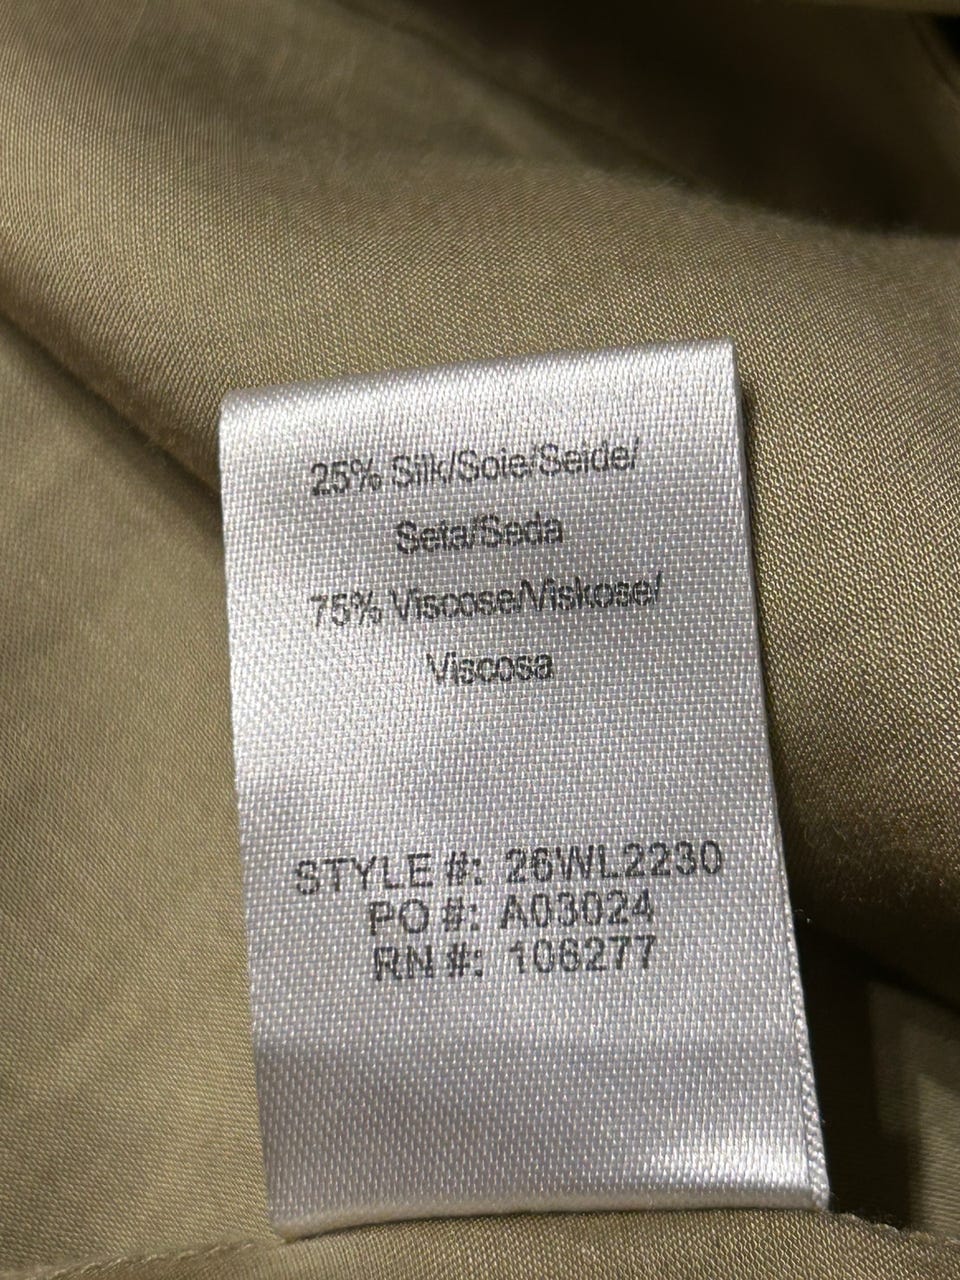 25% Silk/Soie/Seide/
Seta/Seda
75% Viscose/Viskose/
Viscosa
STYLE #: 26WL2230
PO #: A03024
RN #: 106277